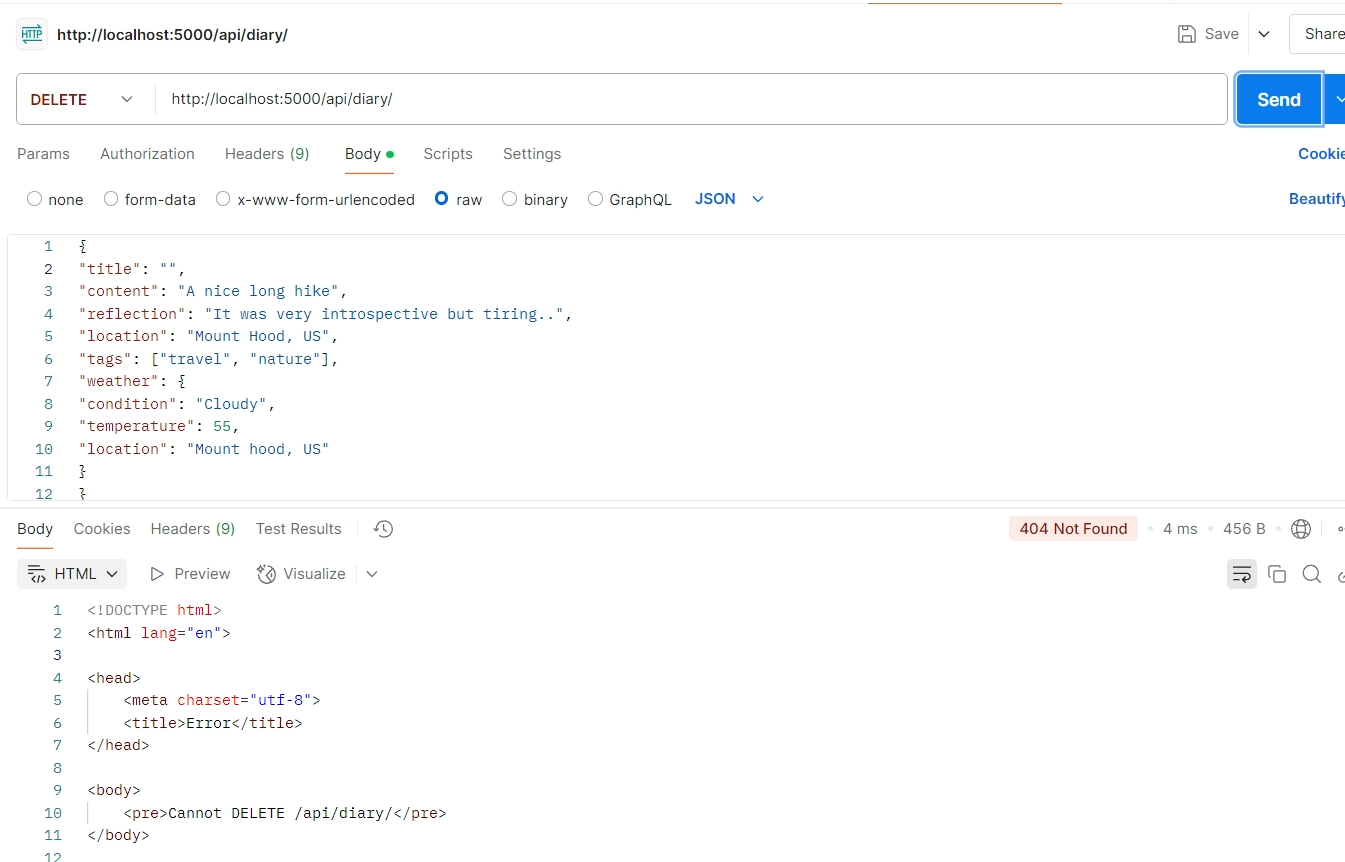 HTTP http://localhost:5000/api/diary/ Save Share
DELETE http://localhost:5000/api/diary/ Send
Params Authorization Headers (9) Body Scripts Settings Cookie
none form-data x-www-form-urlencoded raw binary GraphQL JSON Beautify
1 {
2 "title": "",
3 "content": "A nice long hike",
4 "reflection": "It was very introspective but tiring..",
5 "location": "Mount Hood, US",
6 "tags": ["travel", "nature"],
7 "weather": {
8 "condition": "Cloudy",
9 "temperature": 55,
10 "location": "Mount hood, US"
11 }
12 }
Body Cookies Headers (9) Test Results 404 Not Found 4 ms 456 B
HTML Preview Visualize
1 <!DOCTYPE html>
2 <html lang="en">
3
4 <head>
5 <meta charset="utf-8">
6 <title>Error</title>
7 </head>
8
9 <body>
10 <pre>Cannot DELETE /api/diary/</pre>
11 </body>
12